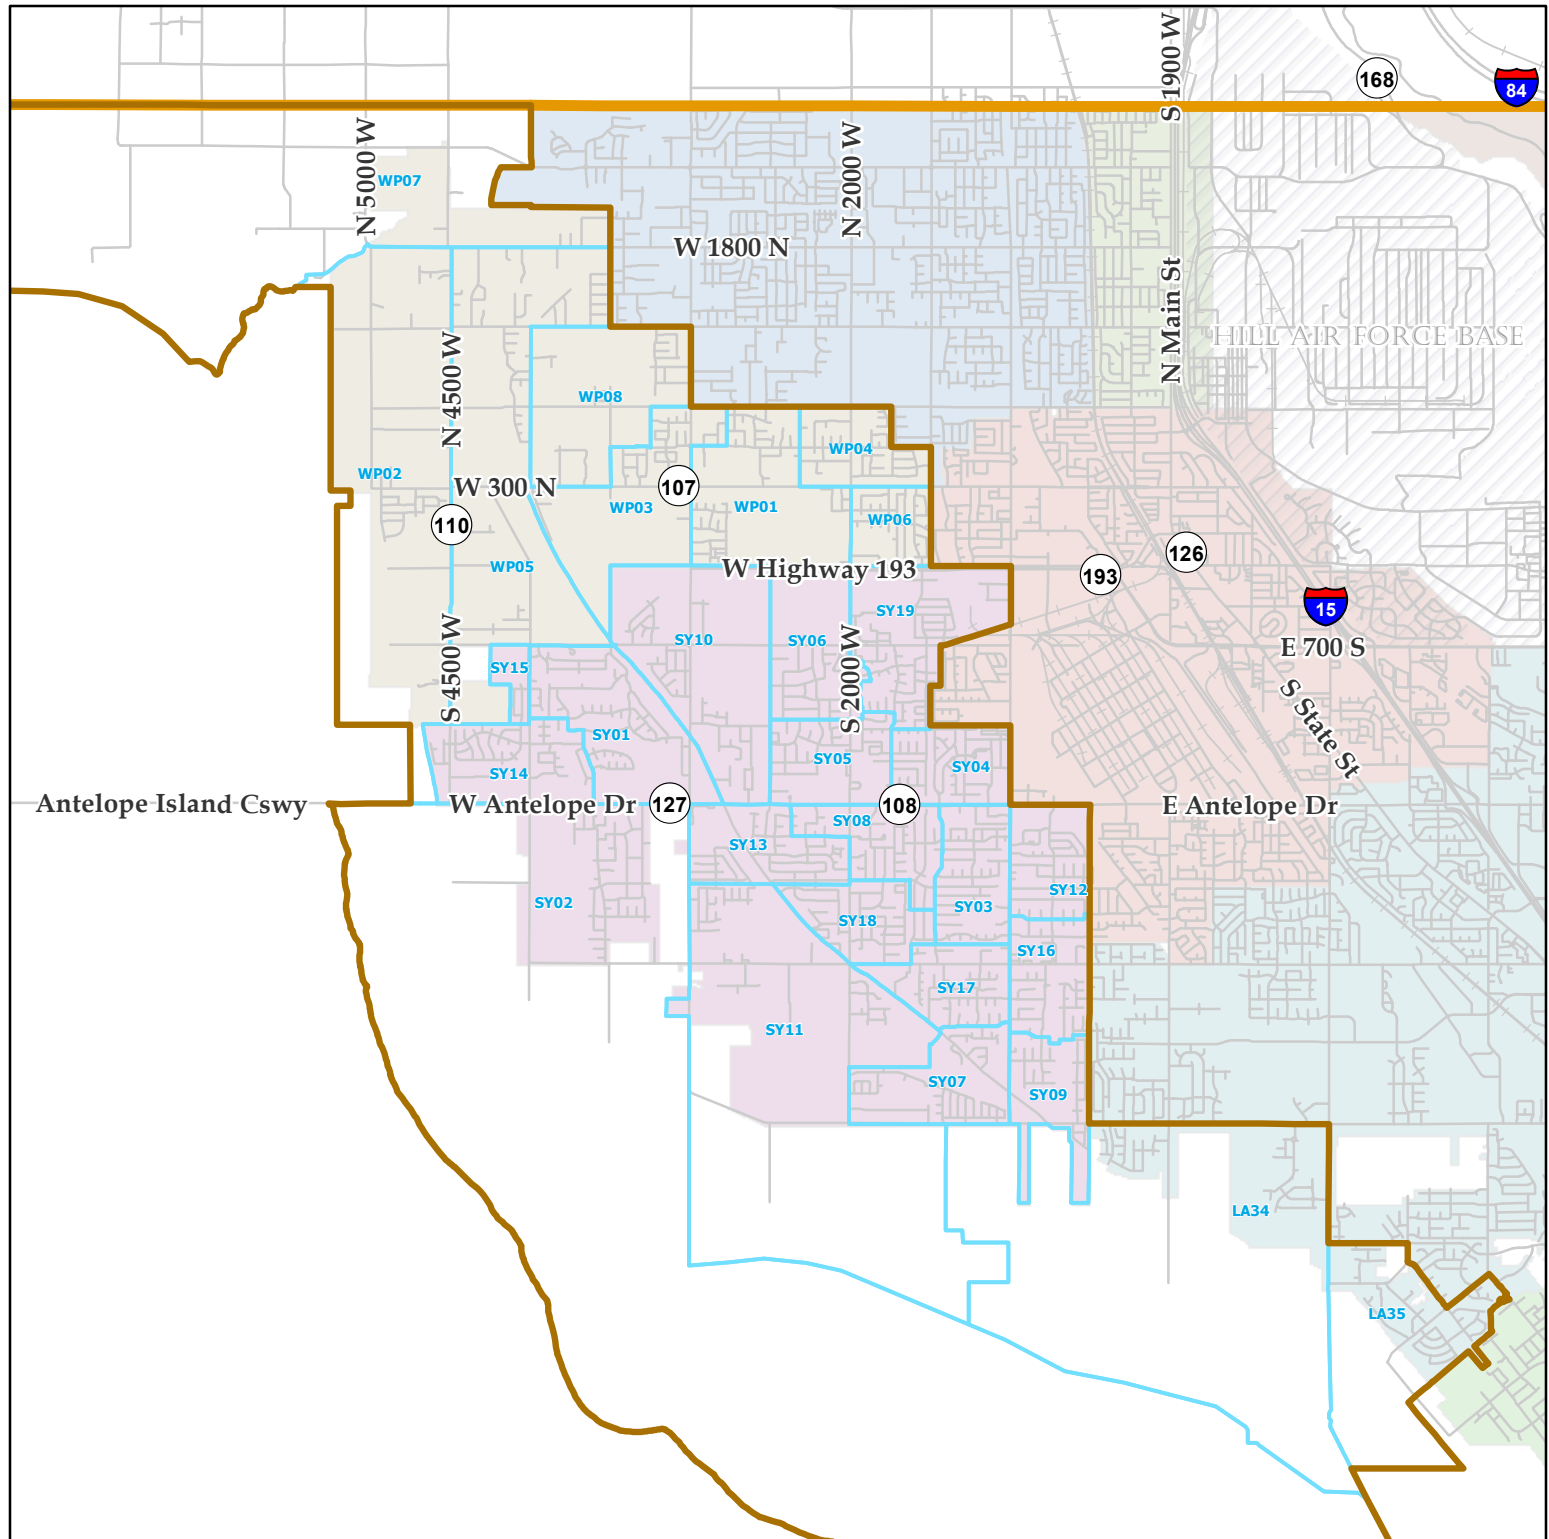 S 1900 W
168
84
N 5000 W
WP07
N 2000 W
W 1800 N
N Main St
HILL AIR FORCE BASE
N 4500 W
WP08
WP04
WP02
W 300 N
107
WP03
WP01
WP06
110
126
WP05
W Highway 193
193
15
SY19
SY10
SY06
E 700 S
SY15
S 4500 W
S 2000 W
S State St
SY01
SY05
SY04
SY14
Antelope Island Cswy
W Antelope Dr
127
108
E Antelope Dr
SY08
SY13
SY12
SY02
SY03
SY18
SY16
SY17
SY11
SY07
SY09
LA34
LA35